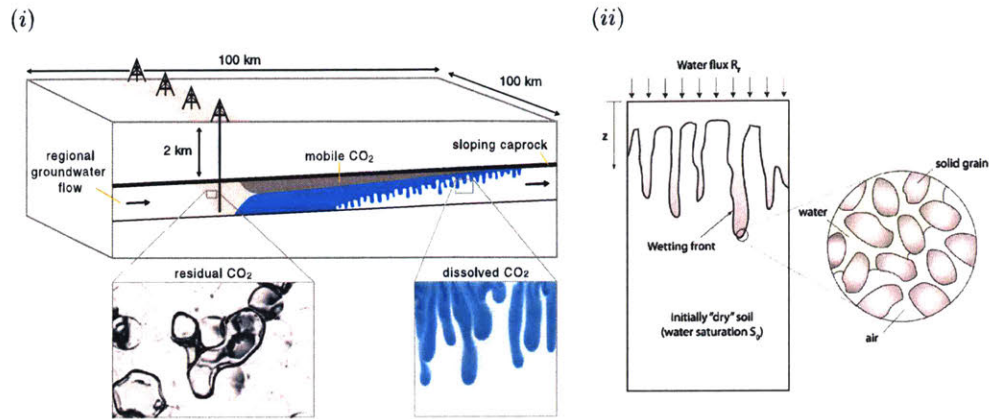 (i)
100 km
100 km
2 km
regional
groundwater
flow
mobile CO₂
sloping caprock
residual CO₂
dissolved CO₂
(ii)
Water flux Rᵣ
z
solid grain
water
Wetting front
Initially "dry" soil
(water saturation S₀)
air